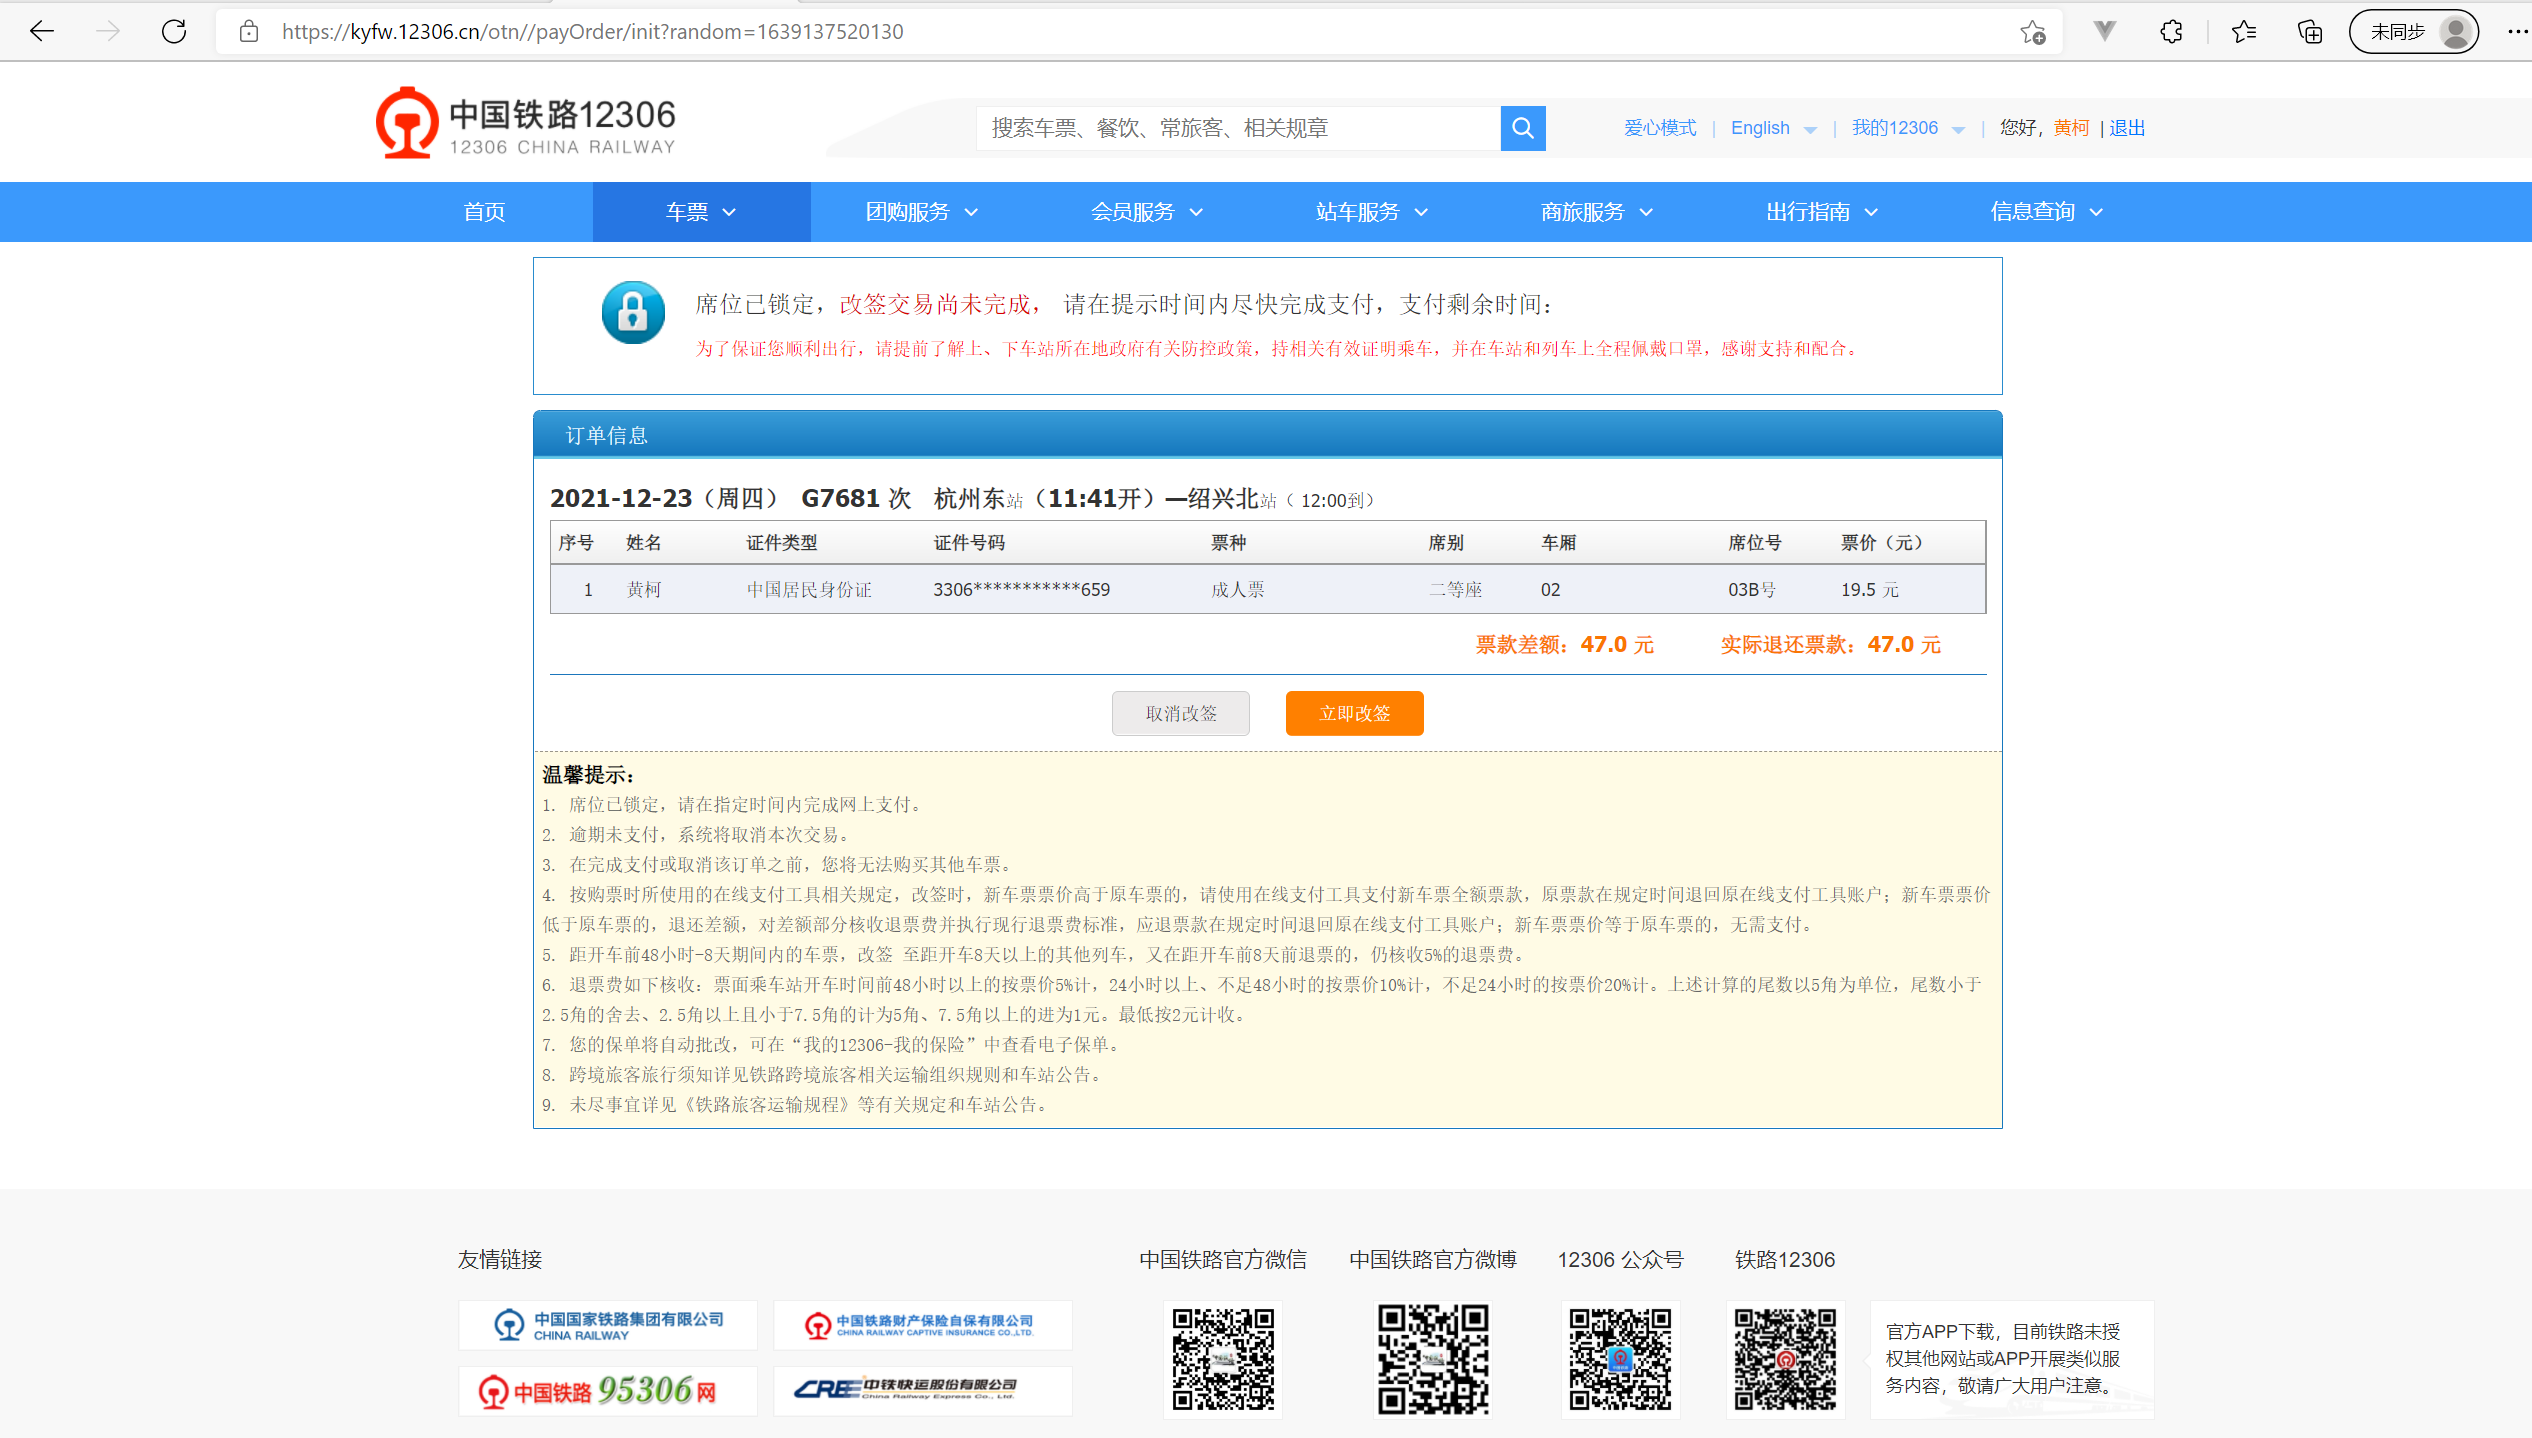 https://kyfw.12306.cn/otn//payOrder/init?random=1639137520130 未同步
中国铁路12306
12306 CHINA RAILWAY
搜索车票、餐饮、常旅客、相关规章
爱心模式 | English | 我的12306 | 您好，黄柯 | 退出
首页 车票 团购服务 会员服务 站车服务 商旅服务 出行指南 信息查询
席位已锁定，改签交易尚未完成， 请在提示时间内尽快完成支付，支付剩余时间：
为了保证您顺利出行，请提前了解上、下车站所在地政府有关防控政策，持相关有效证明乘车，并在车站和列车上全程佩戴口罩，感谢支持和配合。
订单信息
2021-12-23（周四） G7681 次 杭州东站（11:41开）—绍兴北站（ 12:00到）
序号 姓名 证件类型 证件号码 票种 席别 车厢 席位号 票价（元）
1 黄柯 中国居民身份证 3306***********659 成人票 二等座 02 03B号 19.5 元
票款差额：47.0 元 实际退还票款：47.0 元
取消改签 立即改签
温馨提示：
1. 席位已锁定，请在指定时间内完成网上支付。
2. 逾期未支付，系统将取消本次交易。
3. 在完成支付或取消该订单之前，您将无法购买其他车票。
4. 按购票时所使用的在线支付工具相关规定，改签时，新车票票价高于原车票的，请使用在线支付工具支付新车票全额票款，原票款在规定时间退回原在线支付工具账户；新车票票价
低于原车票的，退还差额，对差额部分核收退票费并执行现行退票费标准，应退票款在规定时间退回原在线支付工具账户；新车票票价等于原车票的，无需支付。
5. 距开车前48小时-8天期间内的车票，改签 至距开车8天以上的其他列车，又在距开车前8天前退票的，仍核收5%的退票费。
6. 退票费如下核收：票面乘车站开车时间前48小时以上的按票价5%计，24小时以上、不足48小时的按票价10%计，不足24小时的按票价20%计。上述计算的尾数以5角为单位，尾数小于
2.5角的舍去、2.5角以上且小于7.5角的计为5角、7.5角以上的进为1元。最低按2元计收。
7. 您的保单将自动批改，可在“我的12306-我的保险”中查看电子保单。
8. 跨境旅客旅行须知详见铁路跨境旅客相关运输组织规则和车站公告。
9. 未尽事宜详见《铁路旅客运输规程》等有关规定和车站公告。
友情链接 中国铁路官方微信 中国铁路官方微博 12306 公众号 铁路12306
中国国家铁路集团有限公司
CHINA RAILWAY
中国铁路财产保险自保有限公司
CHINA RAILWAY CAPTIVE INSURANCE CO.,LTD.
中国铁路 95306 网
CREE 中铁快运股份有限公司
China Railway Express Co., Ltd.
官方APP下载，目前铁路未授
权其他网站或APP开展类似服
务内容，敬请广大用户注意。